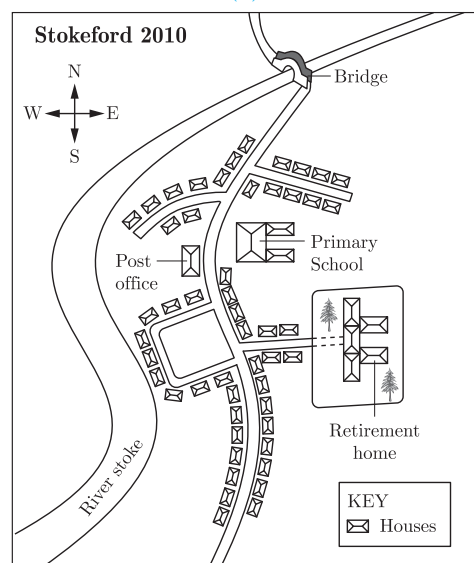 Stokeford 2010
Bridge
N
W E
S
Primary
School
Post
office
Retirement
home
River stoke
KEY
Houses